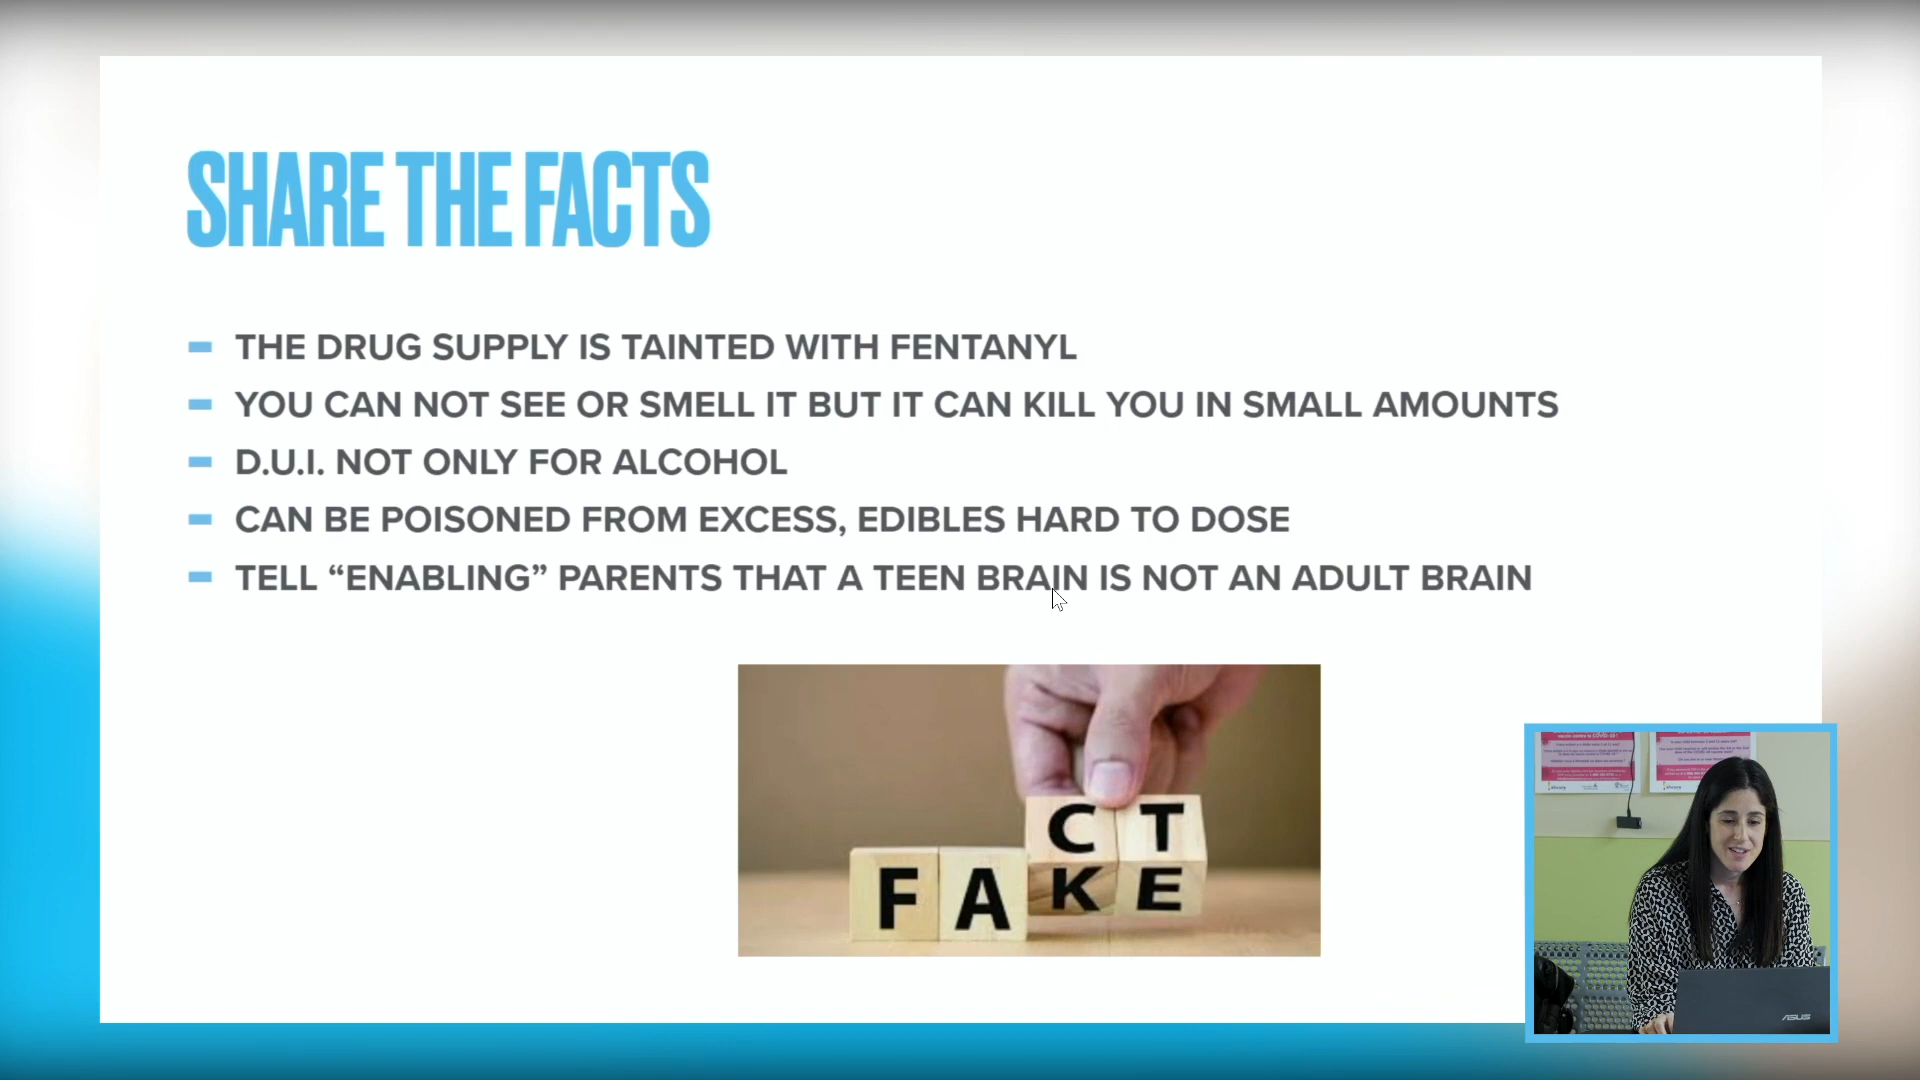 SHARE THE FACTS
THE DRUG SUPPLY IS TAINTED WITH FENTANYL
YOU CAN NOT SEE OR SMELL IT BUT IT CAN KILL YOU IN SMALL AMOUNTS
D.U.I. NOT ONLY FOR ALCOHOL
CAN BE POISONED FROM EXCESS, EDIBLES HARD TO DOSE
TELL “ENABLING” PARENTS THAT A TEEN BRAIN IS NOT AN ADULT BRAIN
CT
FAKE
ASUS